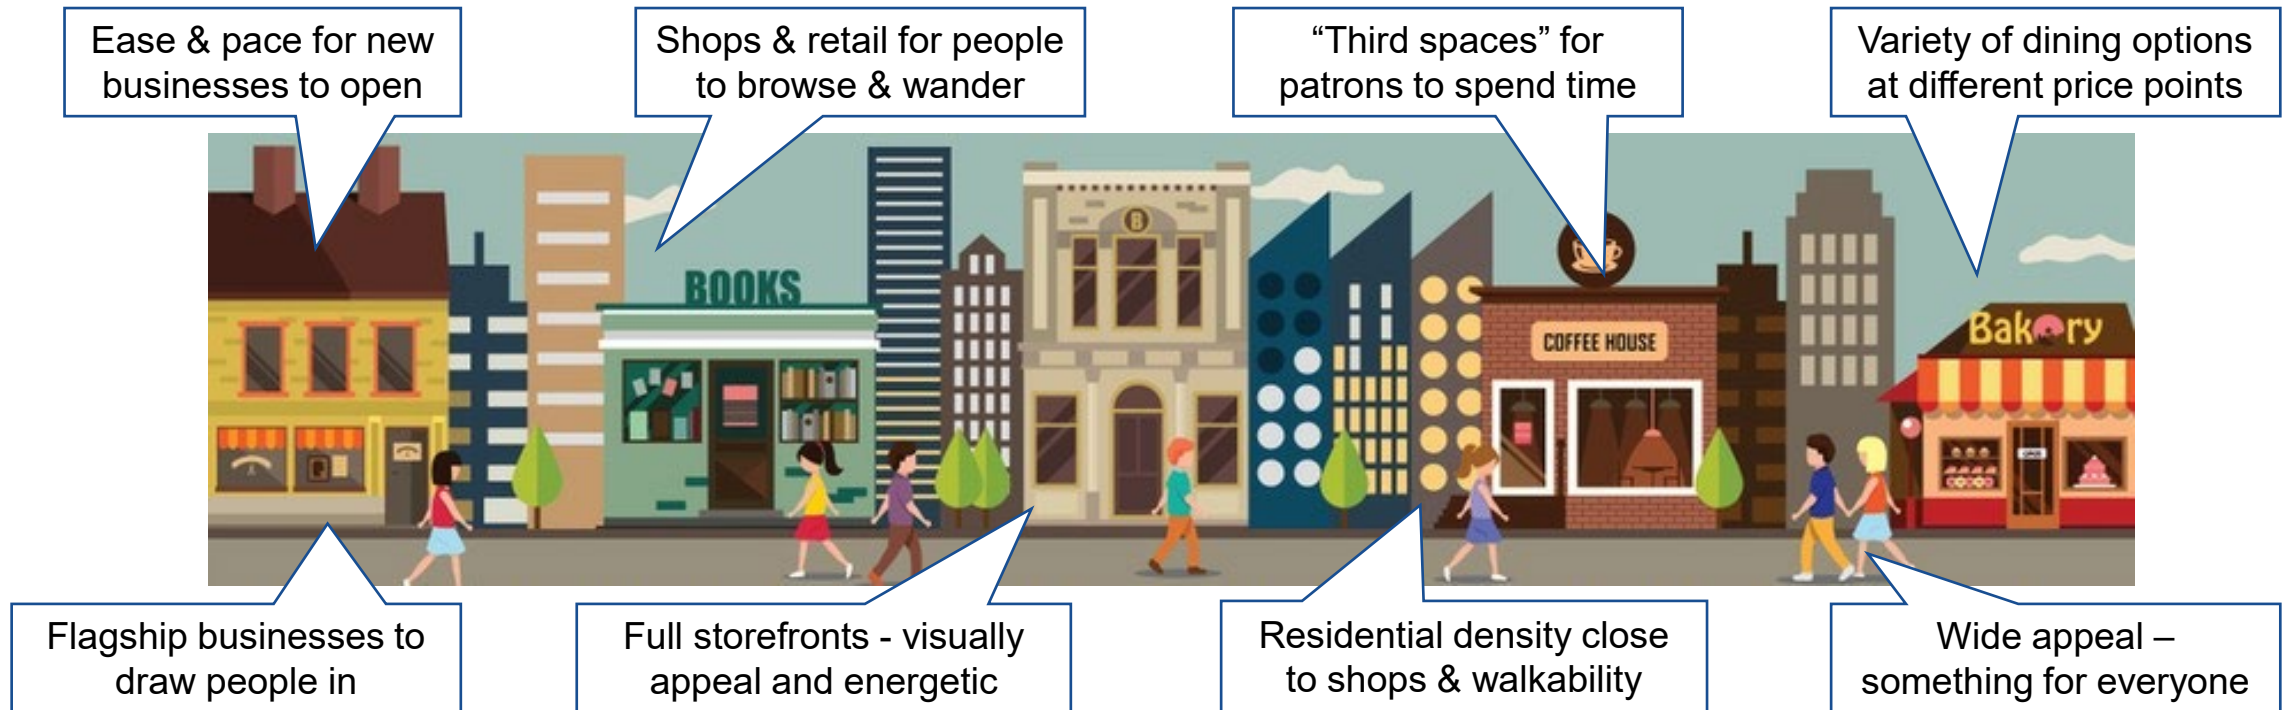 Ease & pace for new
businesses to open
Shops & retail for people
to browse & wander
“Third spaces” for
patrons to spend time
Variety of dining options
at different price points
B
BOOKS
COFFEE HOUSE
Bakery
OPEN
Flagship businesses to
draw people in
Full storefronts - visually
appeal and energetic
Residential density close
to shops & walkability
Wide appeal –
something for everyone